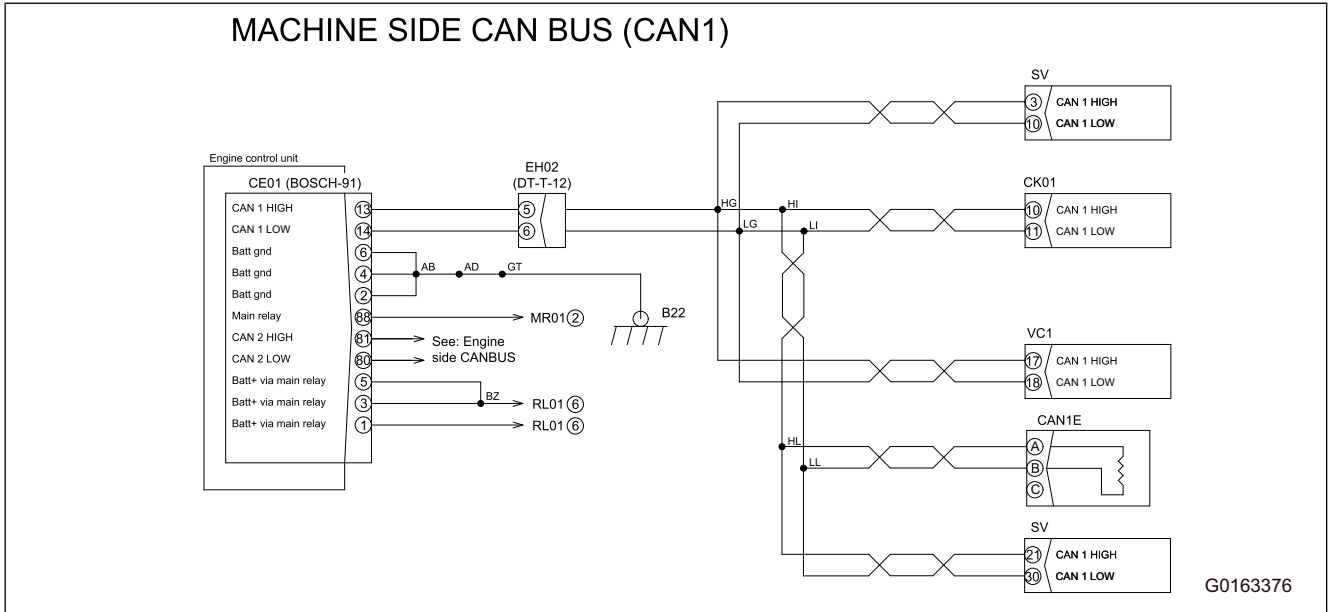 MACHINE SIDE CAN BUS (CAN1)
Engine control unit
CE01 (BOSCH-91)
CAN 1 HIGH 13
CAN 1 LOW 14
Batt gnd 6
Batt gnd 4
Batt gnd 2
Main relay 88
CAN 2 HIGH 81
CAN 2 LOW 80
Batt+ via main relay 5
Batt+ via main relay 3
Batt+ via main relay 1
EH02
(DT-T-12)
5
6
AB AD GT
B22
MR01 2
See: Engine
side CANBUS
BZ
RL01 6
RL01 6
HG HI
LG LI
HL
LL
SV
3 CAN 1 HIGH
10 CAN 1 LOW
CK01
10 CAN 1 HIGH
11 CAN 1 LOW
VC1
17 CAN 1 HIGH
18 CAN 1 LOW
CAN1E
A
B
C
SV
21 CAN 1 HIGH
30 CAN 1 LOW
G0163376